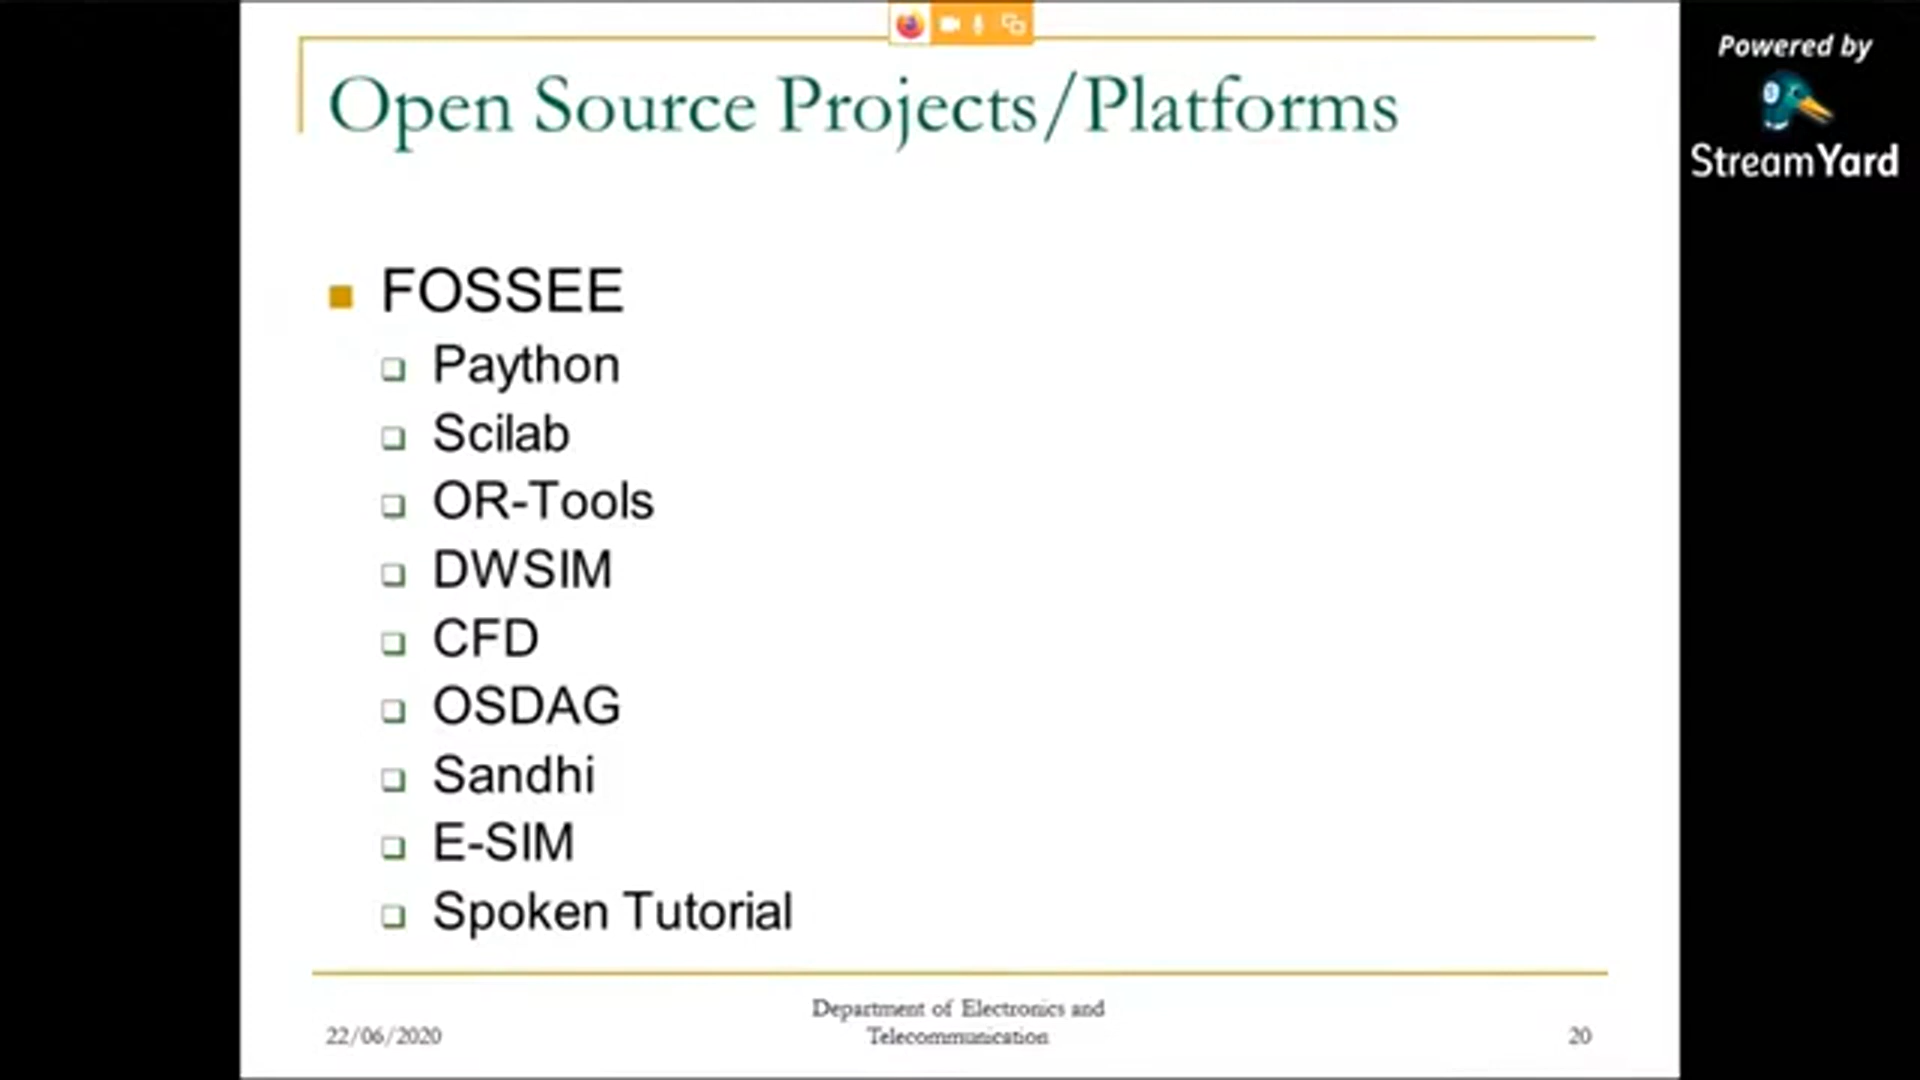 Open Source Projects/Platforms
Powered by
StreamYard
FOSSEE
Paython
Scilab
OR-Tools
DWSIM
CFD
OSDAG
Sandhi
E-SIM
Spoken Tutorial
22/06/2020
Department of Electronics and
Telecommunication
20